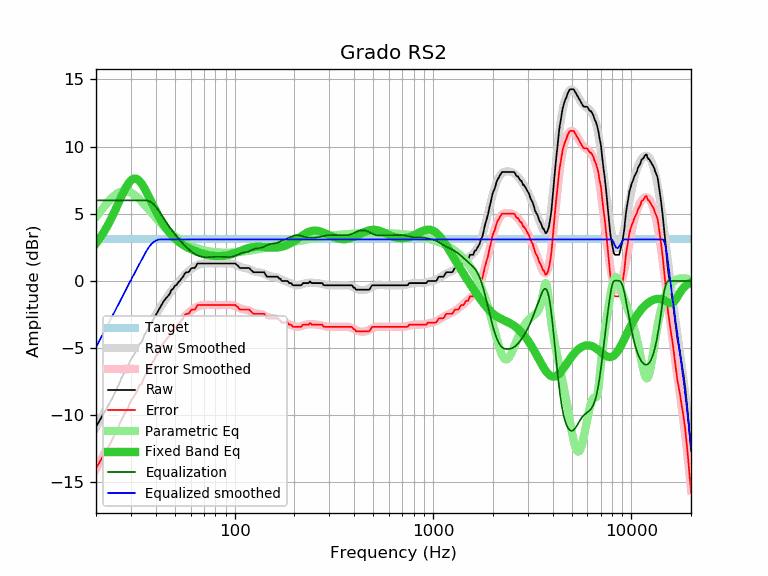 Grado RS2
15
10
5
0
−5
−10
−15
Amplitude (dBr)
Target
Raw Smoothed
Error Smoothed
Raw
Error
Parametric Eq
Fixed Band Eq
Equalization
Equalized smoothed
100
1000
10000
Frequency (Hz)